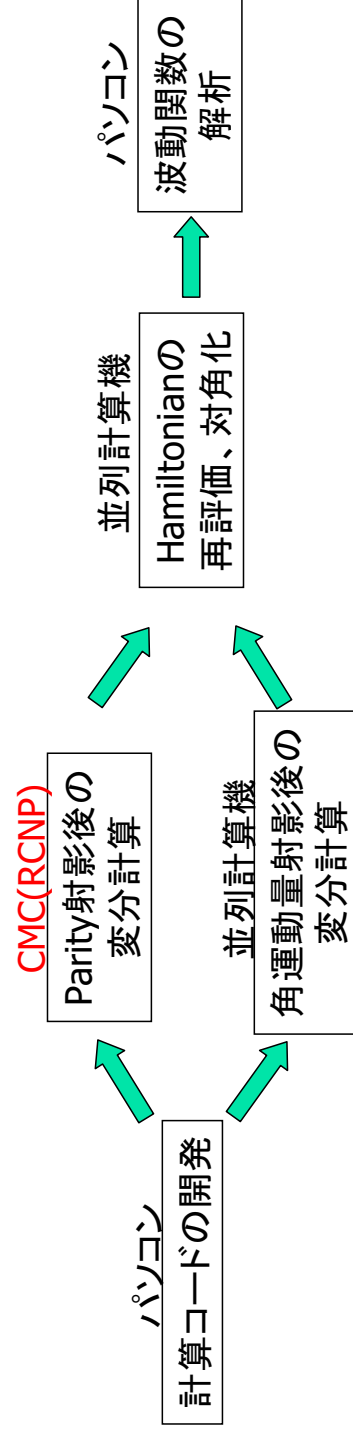 パソコン
計算コードの開発
CMC(RCNP)
Parity射影後の
変分計算
並列計算機
角運動量射影後の
変分計算
並列計算機
Hamiltonianの
再評価、対角化
パソコン
波動関数の
解析